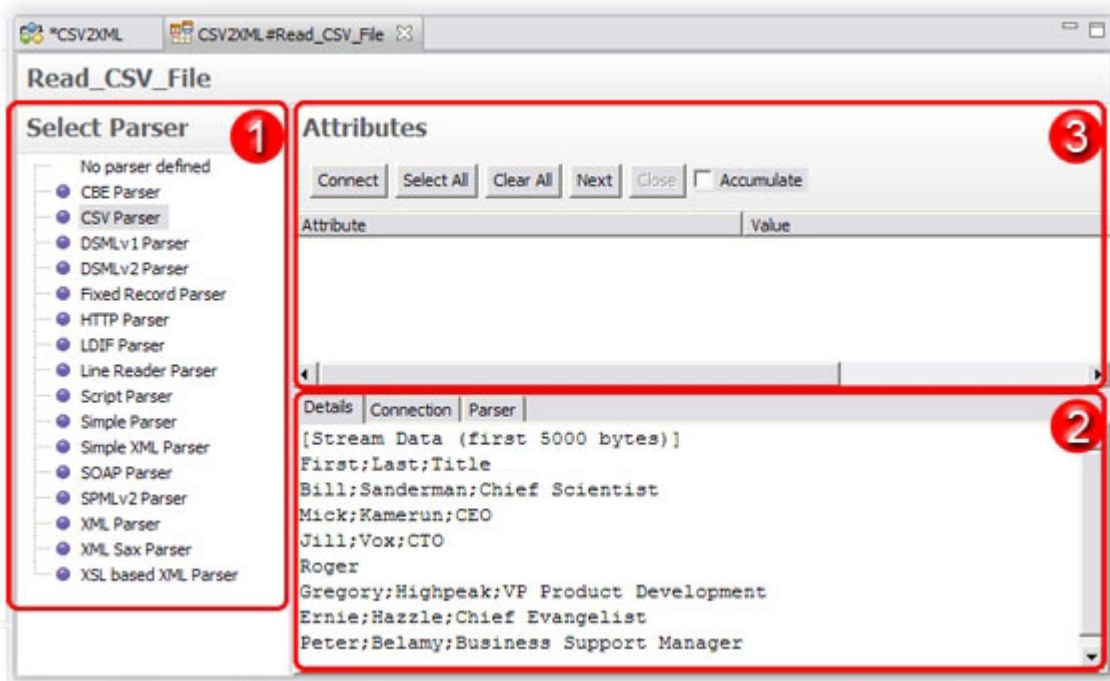 *CSV2XML
CSV2XML#Read_CSV_File
Read_CSV_File
Select Parser
1
No parser defined
CBE Parser
CSV Parser
DSMLv1 Parser
DSMLv2 Parser
Fixed Record Parser
HTTP Parser
LDIF Parser
Line Reader Parser
Script Parser
Simple Parser
Simple XML Parser
SOAP Parser
SPMLv2 Parser
XML Parser
XML Sax Parser
XSL based XML Parser
Attributes
3
Connect Select All Clear All Next Close Accumulate
Attribute Value
Details Connection Parser
2
[Stream Data (first 5000 bytes)]
First;Last;Title
Bill;Sanderman;Chief Scientist
Mick;Kamerun;CEO
Jill;Vox;CTO
Roger
Gregory;Highpeak;VP Product Development
Ernie;Hazzle;Chief Evangelist
Peter;Belamy;Business Support Manager